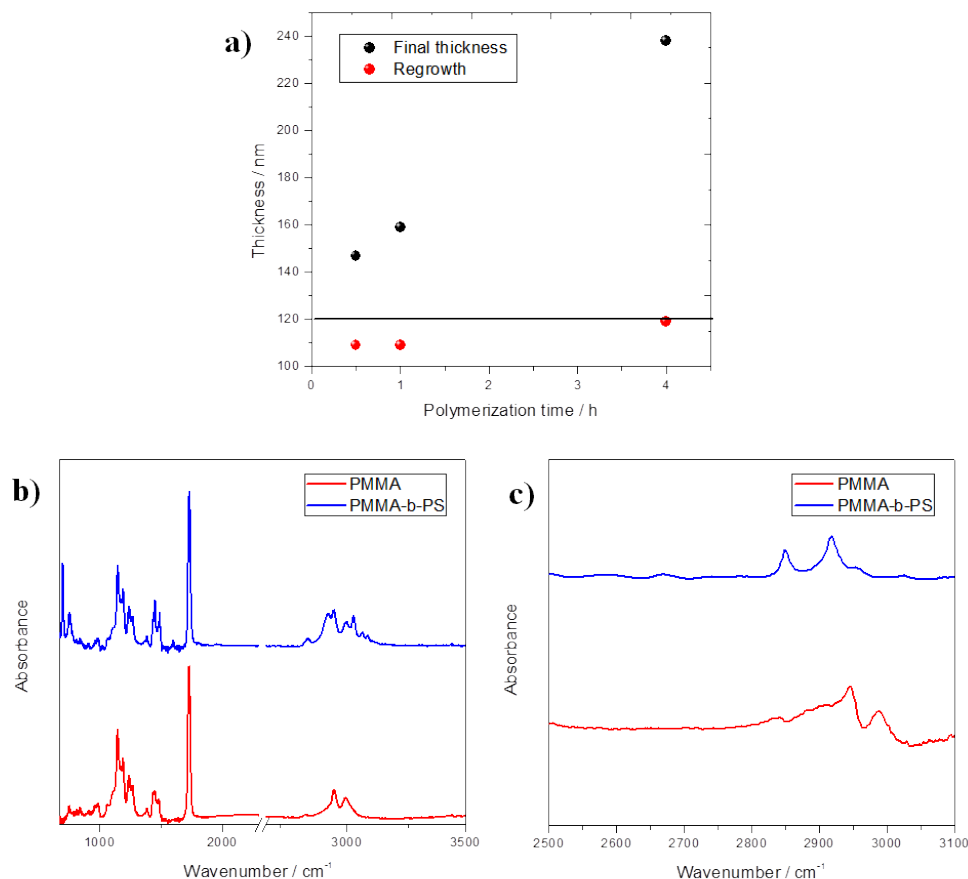 a)
Final thickness
Regrowth
240
220
200
180
160
140
120
100
Thickness / nm
0 1 2 3 4
Polymerization time / h
b)
PMMA
PMMA-b-PS
Absorbance
1000 2000 3000 3500
Wavenumber / cm⁻¹
c)
PMMA
PMMA-b-PS
Absorbance
2500 2600 2700 2800 2900 3000 3100
Wavenumber / cm⁻¹